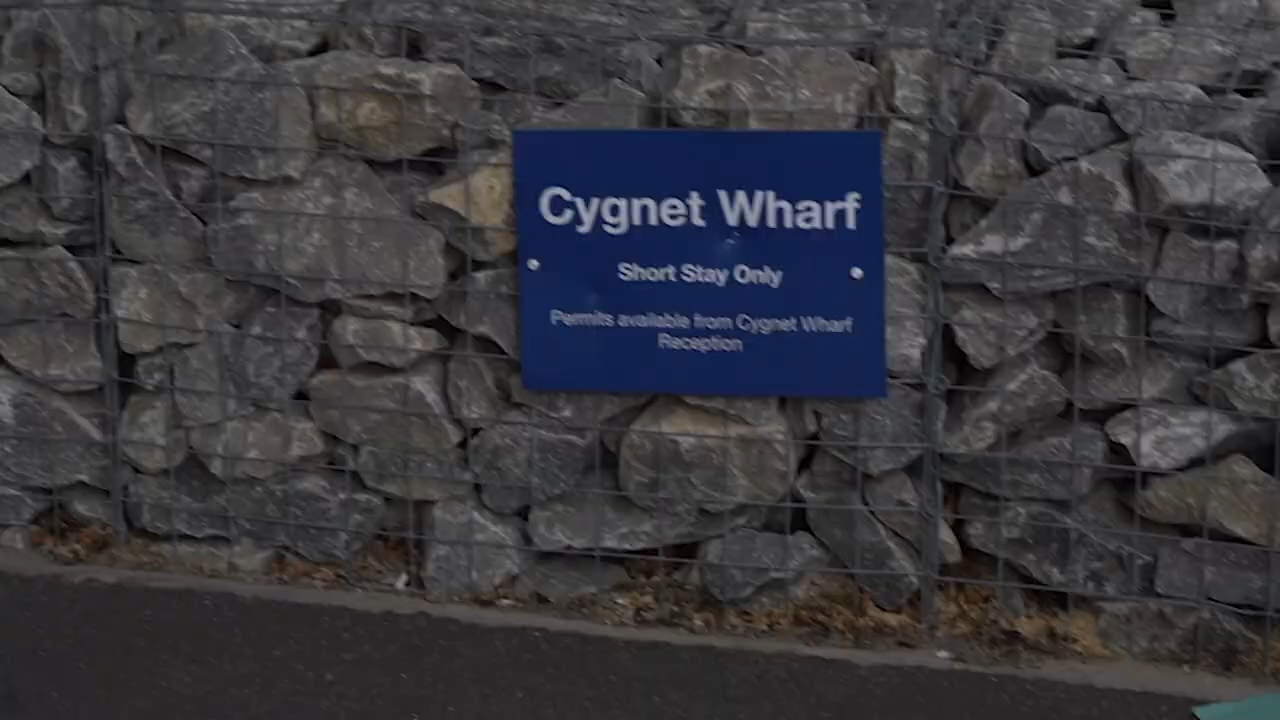 Cygnet Wharf
Short Stay Only
Permits available from Cygnet Wharf
Reception